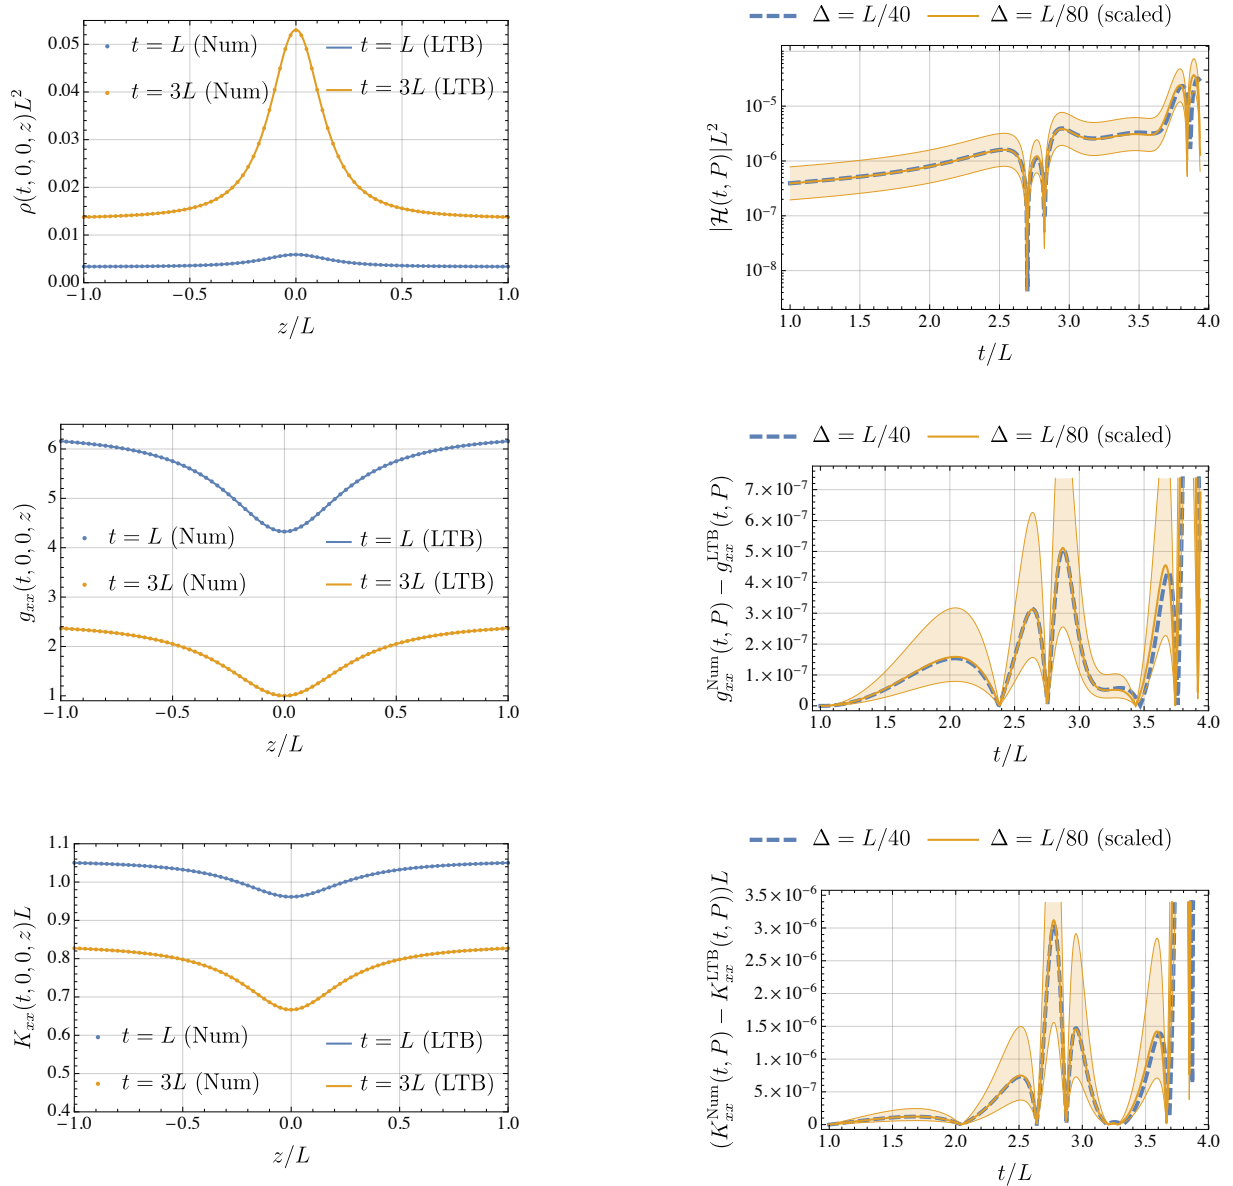 t = L (Num)
t = L (LTB)
t = 3L (Num)
t = 3L (LTB)
ρ(t, 0, 0, z)L²
0.05
0.04
0.03
0.02
0.01
0.00
−1.0 −0.5 0.0 0.5 1.0
z/L
Δ = L/40
Δ = L/80 (scaled)
|ℋ(t, P)|L²
10⁻⁵
10⁻⁶
10⁻⁷
10⁻⁸
1.0 1.5 2.0 2.5 3.0 3.5 4.0
t/L
g_xx(t, 0, 0, z)
6
5
4
3
2
1
t = L (Num)
t = L (LTB)
t = 3L (Num)
t = 3L (LTB)
−1.0 −0.5 0.0 0.5 1.0
z/L
Δ = L/40
Δ = L/80 (scaled)
g_xx^Num(t, P) − g_xx^LTB(t, P)
7.×10⁻⁷
6.×10⁻⁷
5.×10⁻⁷
4.×10⁻⁷
3.×10⁻⁷
2.×10⁻⁷
1.×10⁻⁷
0
1.0 1.5 2.0 2.5 3.0 3.5 4.0
t/L
K_xx(t, 0, 0, z)L
1.1
1.0
0.9
0.8
0.7
0.6
0.5
0.4
t = L (Num)
t = L (LTB)
t = 3L (Num)
t = 3L (LTB)
−1.0 −0.5 0.0 0.5 1.0
z/L
Δ = L/40
Δ = L/80 (scaled)
(K_xx^Num(t, P) − K_xx^LTB(t, P))L
3.5×10⁻⁶
3.×10⁻⁶
2.5×10⁻⁶
2.×10⁻⁶
1.5×10⁻⁶
1.×10⁻⁶
5.×10⁻⁷
0
1.0 1.5 2.0 2.5 3.0 3.5 4.0
t/L